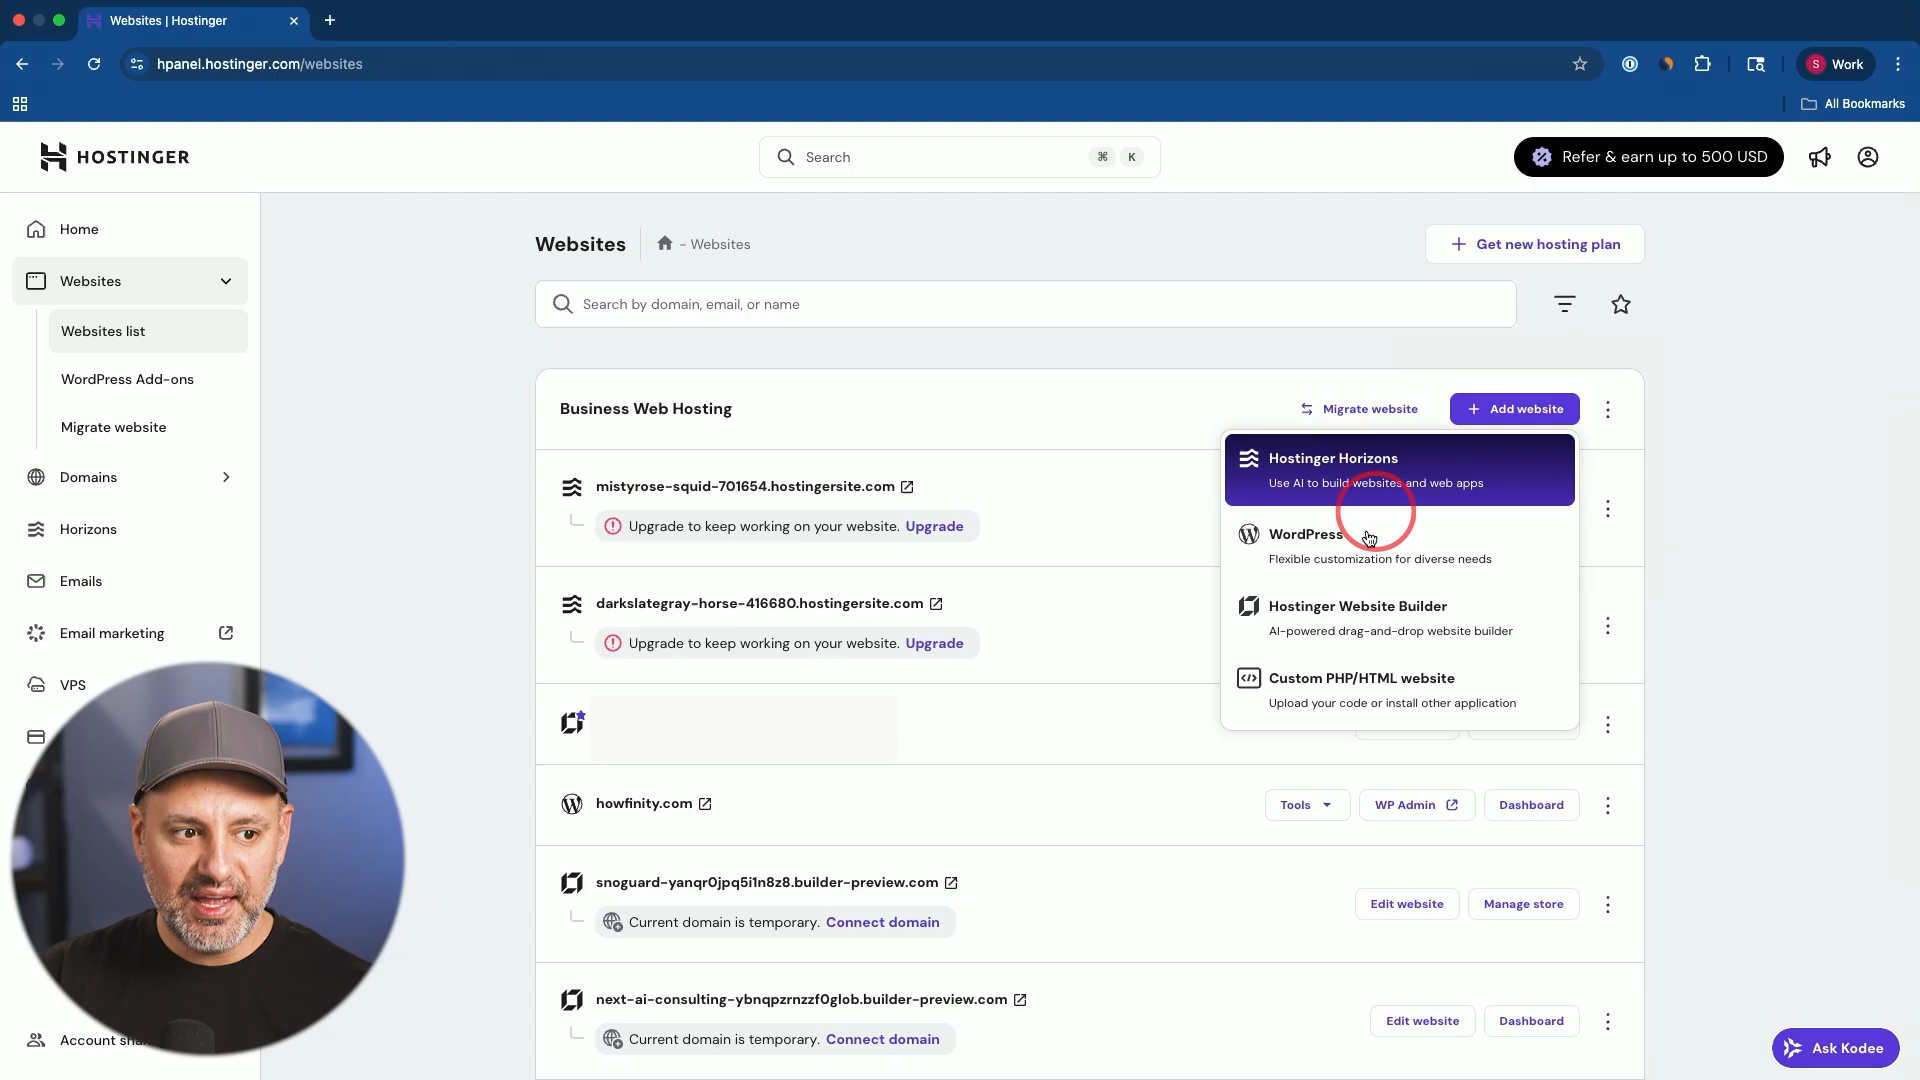 Websites | Hostinger
hpanel.hostinger.com/websites
S Work
All Bookmarks
HOSTINGER
Search ⌘ K
Refer & earn up to 500 USD
Home
Websites
Websites list
WordPress Add-ons
Migrate website
Domains
Horizons
Emails
Email marketing
VPS
Websites - Websites
Get new hosting plan
Search by domain, email, or name
Business Web Hosting
Migrate website
Add website
Hostinger Horizons
Use AI to build websites and web apps
WordPress
Flexible customization for diverse needs
Hostinger Website Builder
AI-powered drag-and-drop website builder
Custom PHP/HTML website
Upload your code or install other application
mistyrose-squid-701654.hostingersite.com
Upgrade to keep working on your website. Upgrade
darkslategray-horse-416680.hostingersite.com
Upgrade to keep working on your website. Upgrade
howfinity.com
Tools WP Admin Dashboard
snoguard-yanqr0jpq5i1n8z8.builder-preview.com
Current domain is temporary. Connect domain
Edit website Manage store
next-ai-consulting-ybnqpzrnzzf0glob.builder-preview.com
Current domain is temporary. Connect domain
Edit website Dashboard
Account
Ask Kodee